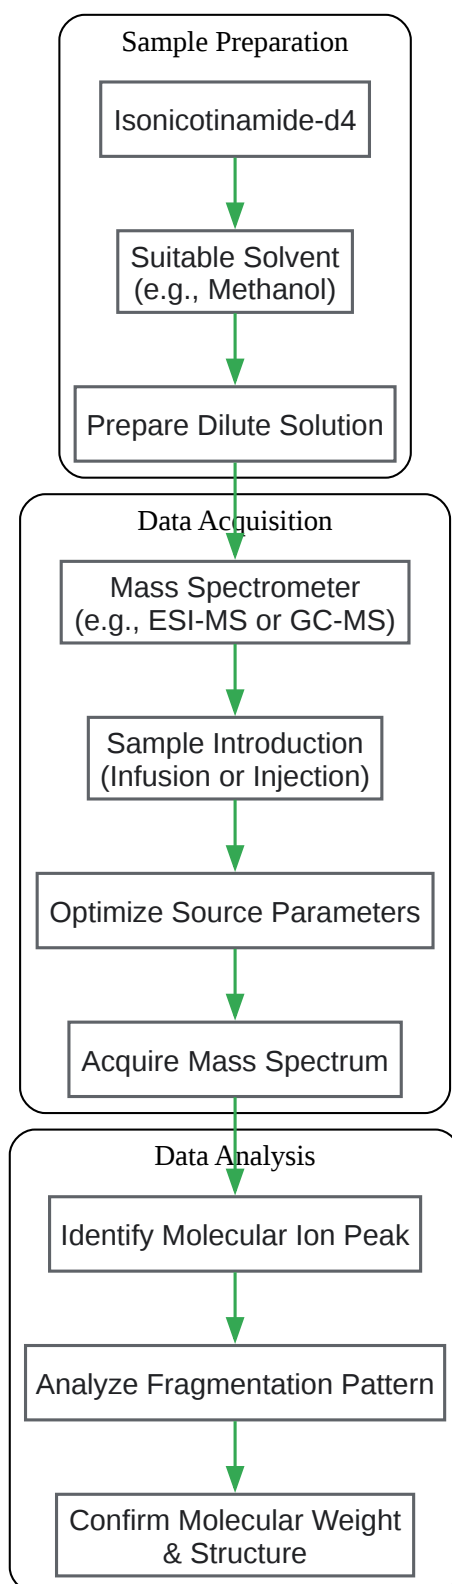 Sample Preparation
Isonicotinamide-d4
Suitable Solvent
(e.g., Methanol)
Prepare Dilute Solution
Data Acquisition
Mass Spectrometer
(e.g., ESI-MS or GC-MS)
Sample Introduction
(Infusion or Injection)
Optimize Source Parameters
Acquire Mass Spectrum
Data Analysis
Identify Molecular Ion Peak
Analyze Fragmentation Pattern
Confirm Molecular Weight
& Structure